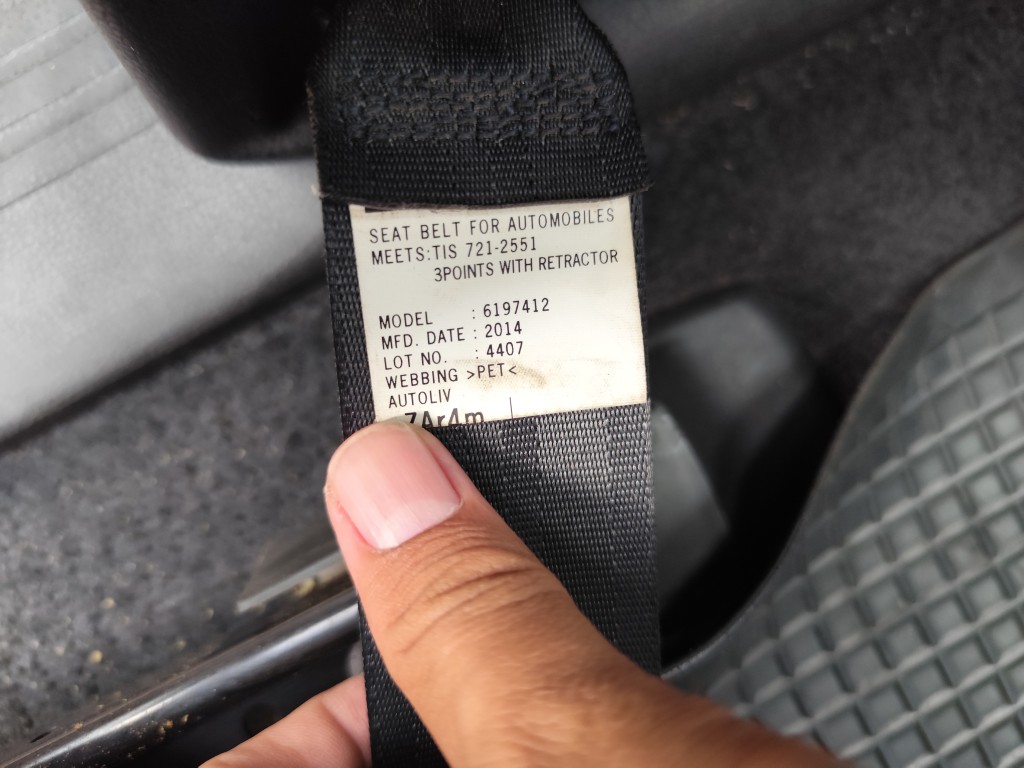 SEAT BELT FOR AUTOMOBILES
MEETS:TIS 721-2551
3POINTS WITH RETRACTOR
MODEL : 6197412
MFD. DATE : 2014
LOT NO. : 4407
WEBBING >PET<
AUTOLIV
7Ar4m